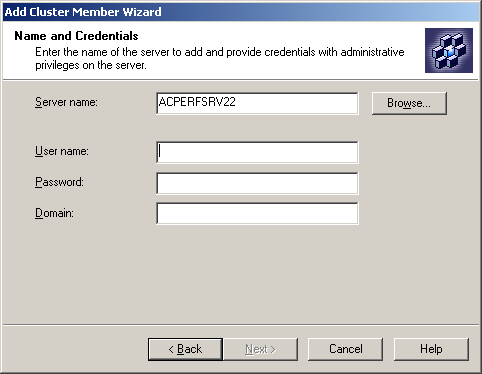 Add Cluster Member Wizard
Name and Credentials
Enter the name of the server to add and provide credentials with administrative
privileges on the server.
Server name:
ACPERFSRV22
Browse...
User name:
Password:
Domain:
< Back
Next >
Cancel
Help